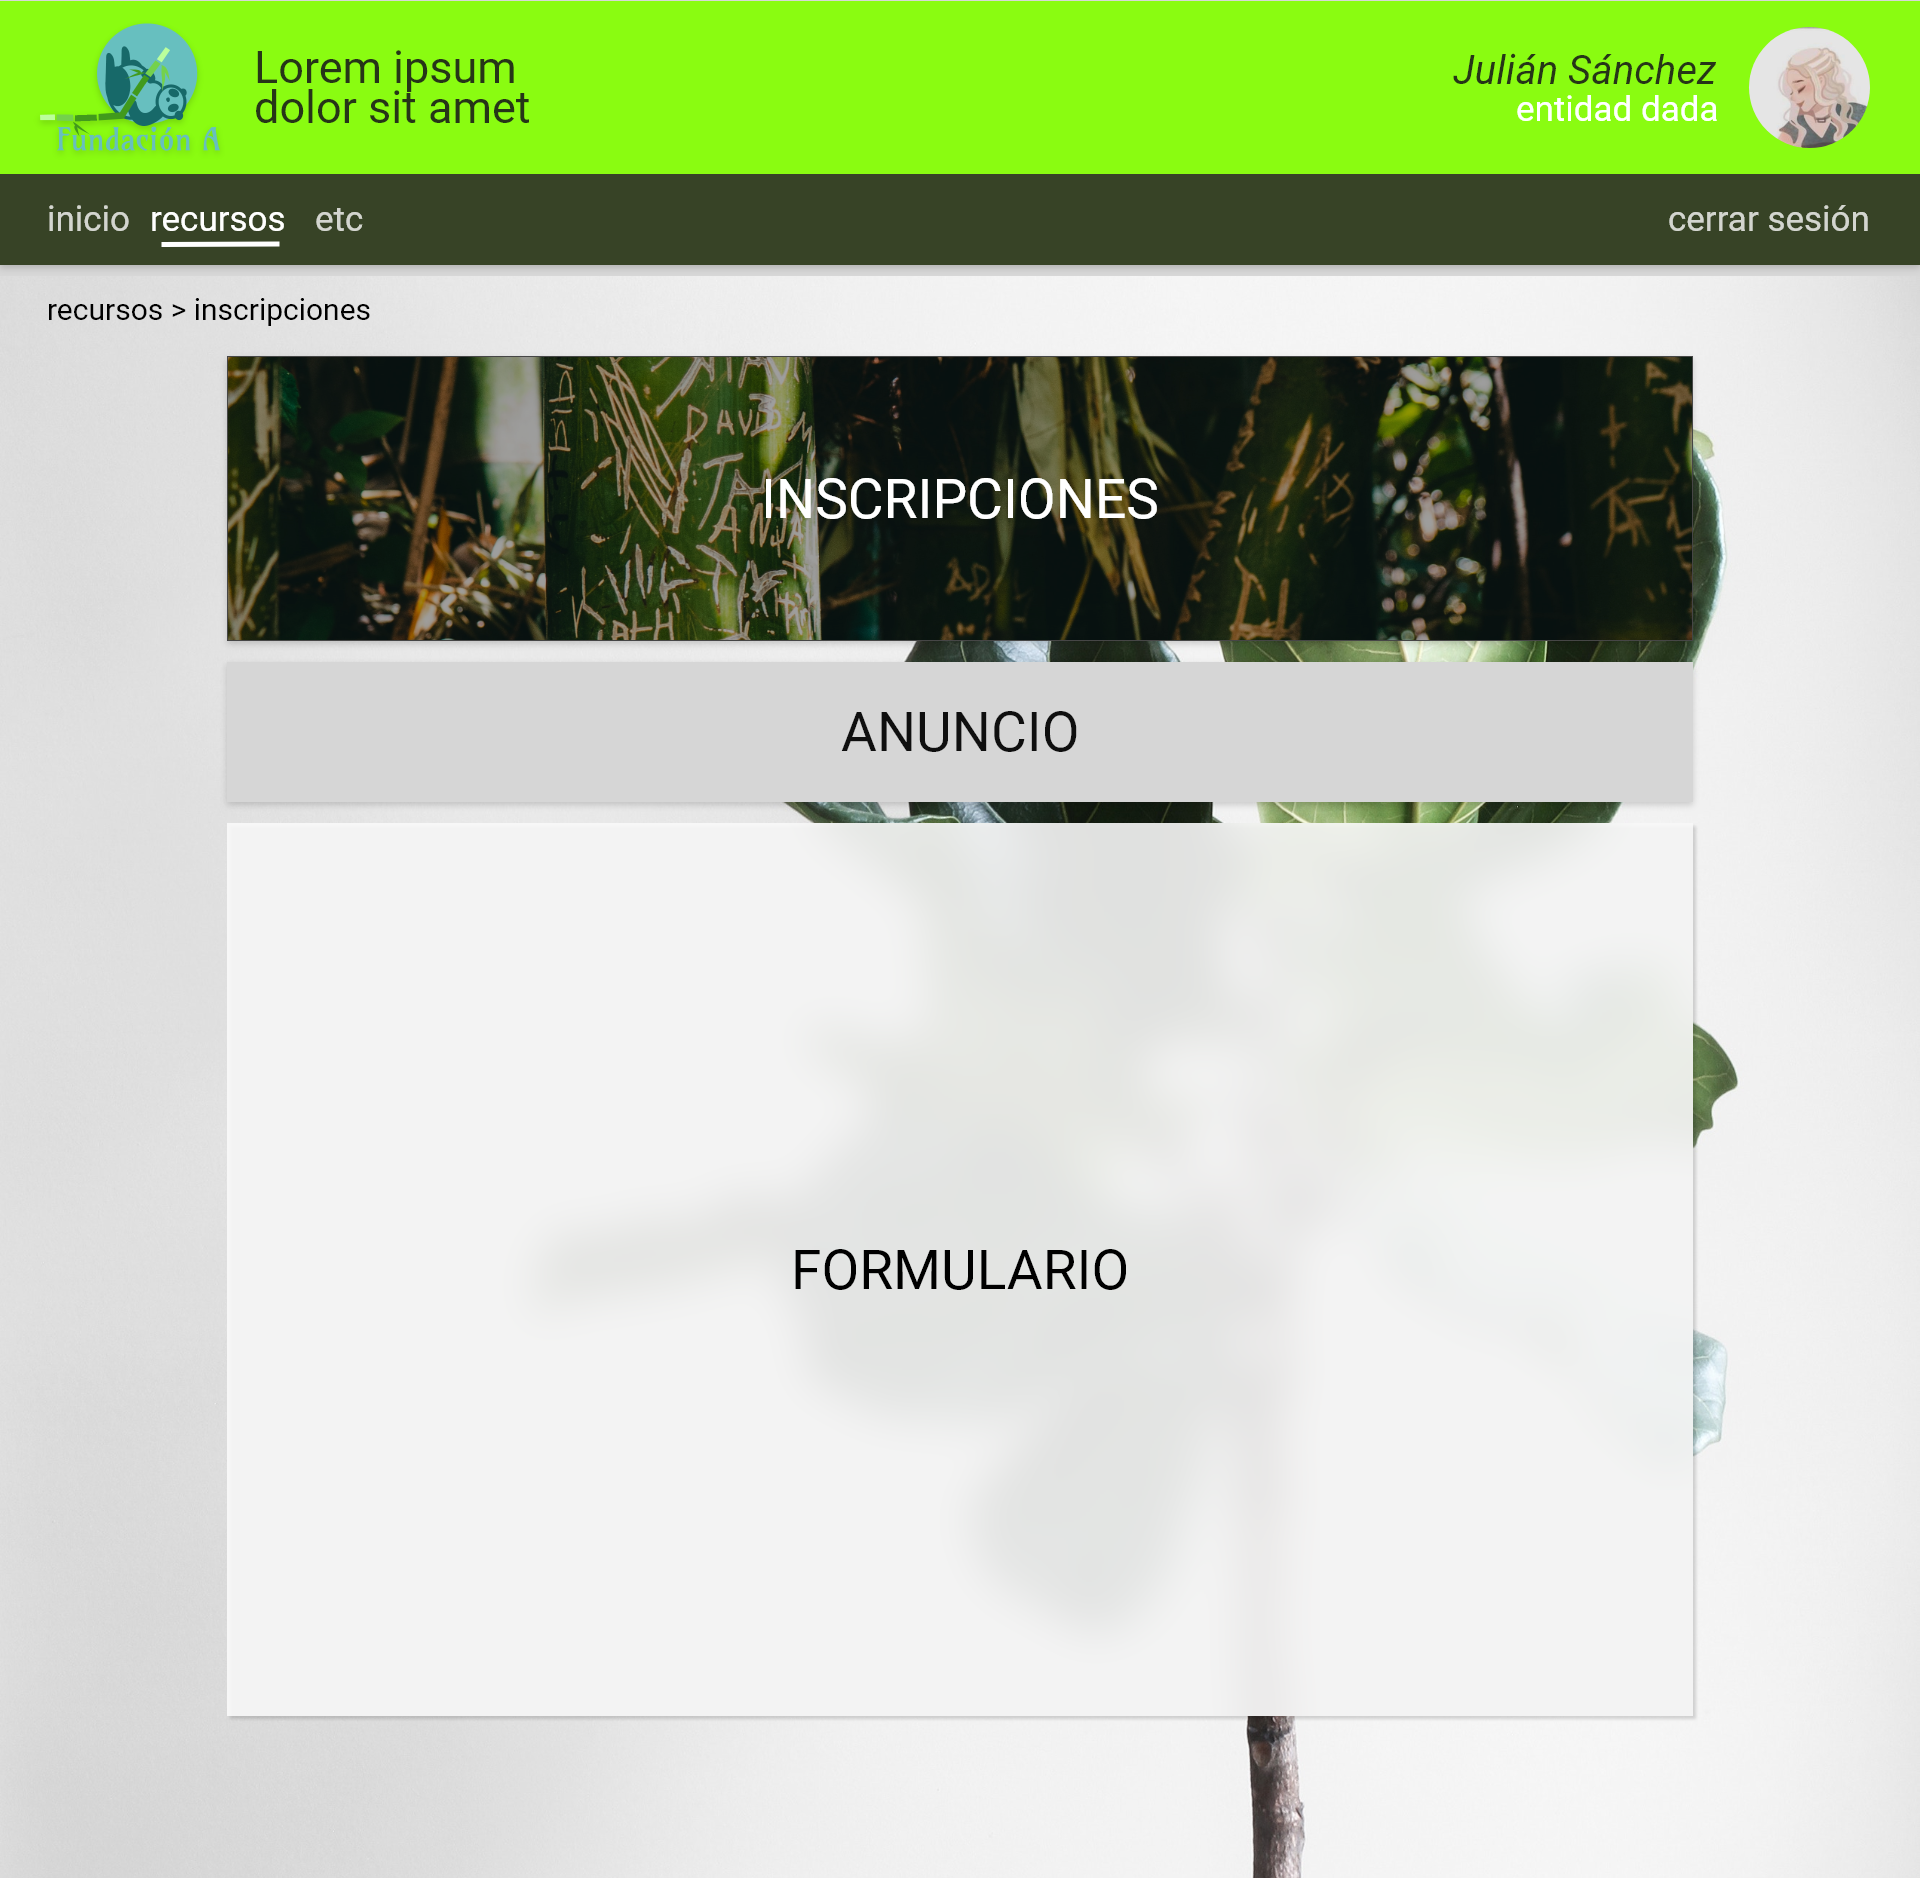 Fundación A
Lorem ipsum
dolor sit amet
Julián Sánchez
entidad dada
inicio recursos etc
cerrar sesión
recursos > inscripciones
DAVID
INSCRIPCIONES
ANUNCIO
FORMULARIO